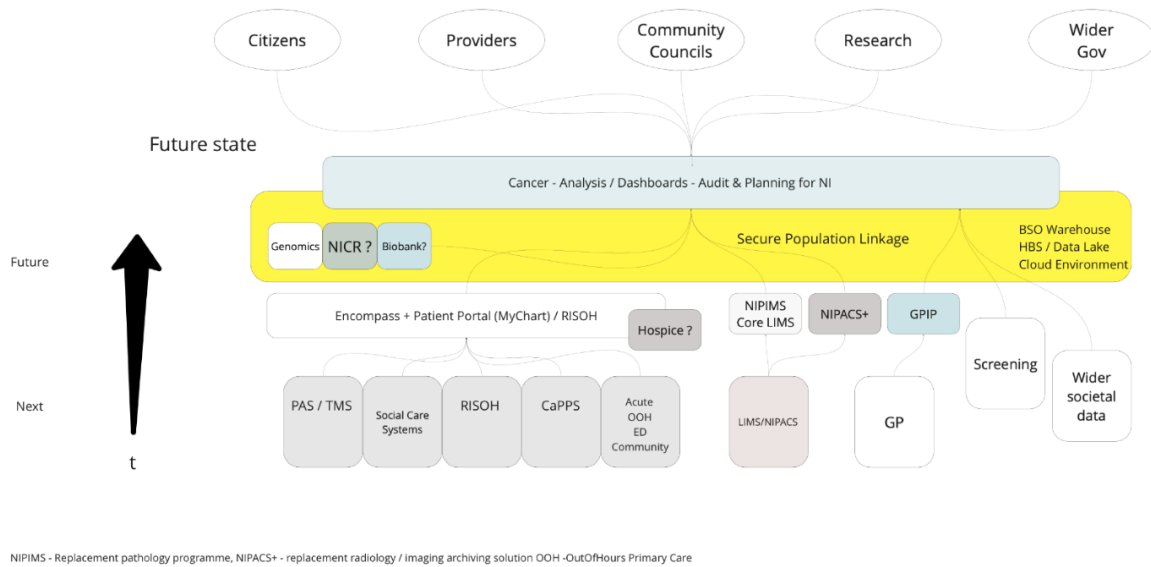 Citizens
Providers
Community
Councils
Research
Wider
Gov
Future state
Cancer - Analysis / Dashboards - Audit & Planning for NI
Genomics
NICR ?
Biobank?
Secure Population Linkage
BSO Warehouse
HBS / Data Lake
Cloud Environment
Future
Encompass + Patient Portal (MyChart) / RISOH
Hospice ?
NIPIMS
Core LIMS
NIPACS+
GPIP
Screening
Wider
societal
data
Next
PAS / TMS
Social Care
Systems
RISOH
CaPPS
Acute
OOH
ED
Community
LIMS/NIPACS
GP
t
NIPIMS - Replacement pathology programme, NIPACS+ - replacement radiology / imaging archiving solution OOH -OutOfHours Primary Care